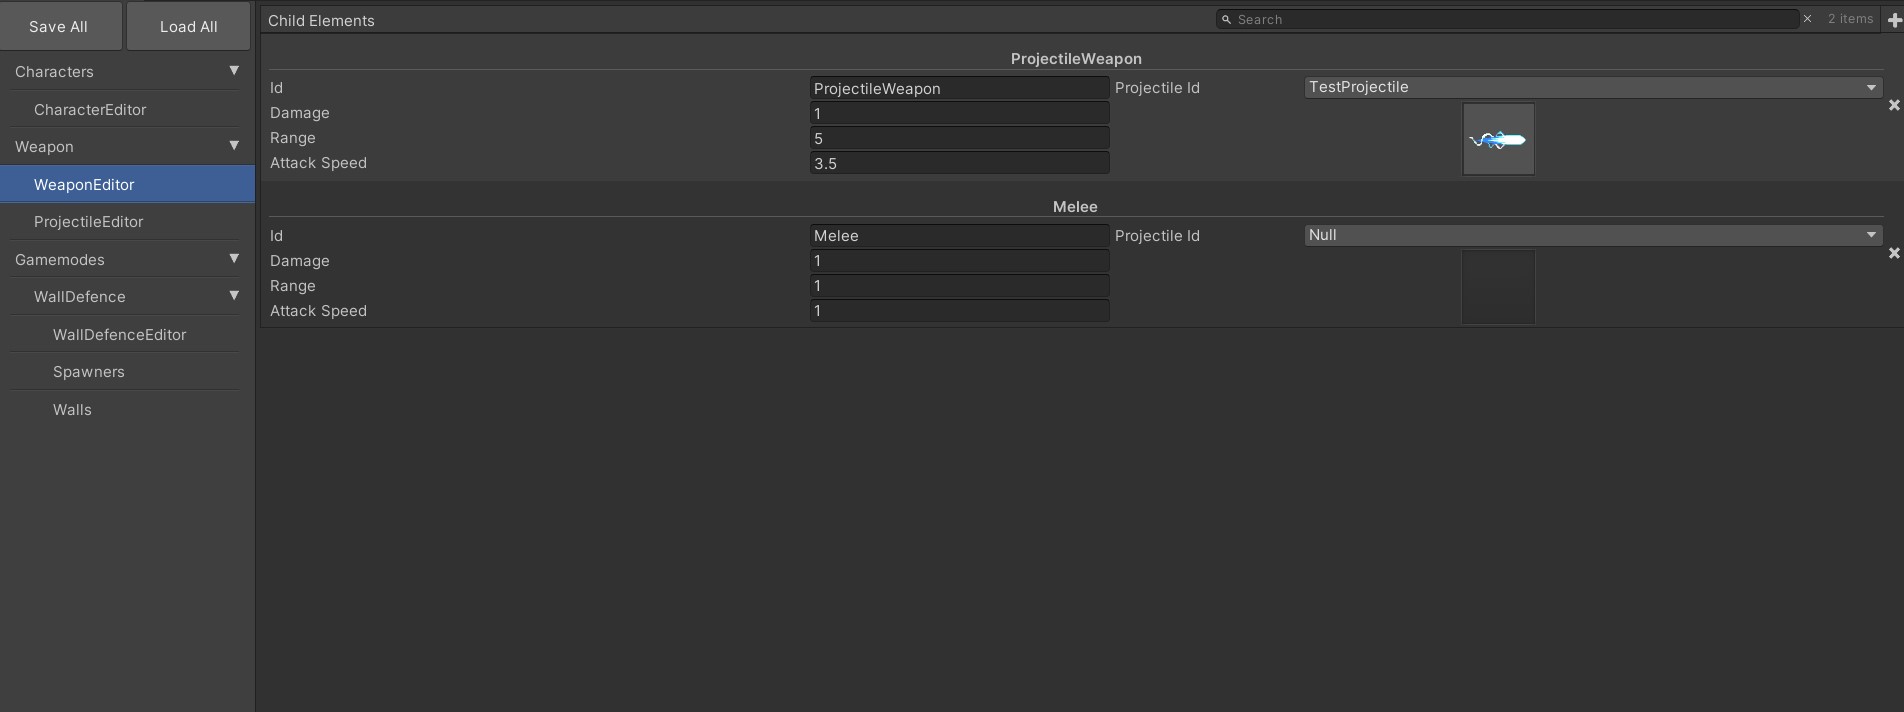 Save All
Load All
Characters ▼
CharacterEditor
Weapon ▼
WeaponEditor
ProjectileEditor
Gamemodes ▼
WallDefence ▼
WallDefenceEditor
Spawners
Walls
Child Elements
Search
2 items
ProjectileWeapon
Id ProjectileWeapon Projectile Id TestProjectile
Damage 1
Range 5
Attack Speed 3.5
Melee
Id Melee Projectile Id Null
Damage 1
Range 1
Attack Speed 1